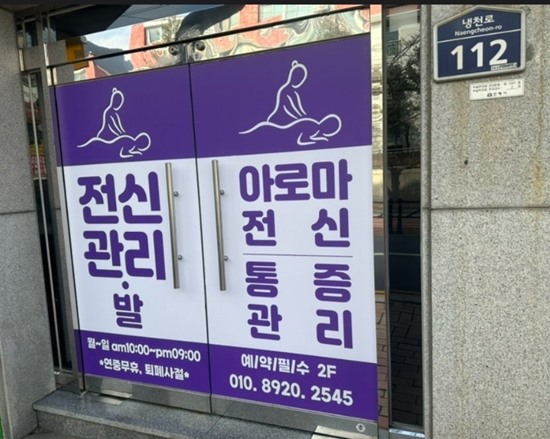 전신
관리
·
발
월~일 am10:00~pm09:00
*연중무휴, 퇴폐사절*
아로마
전신
통증
관리
예/약/필/수 2F
010. 8920. 2545
냉천로
Naengcheon-ro
112